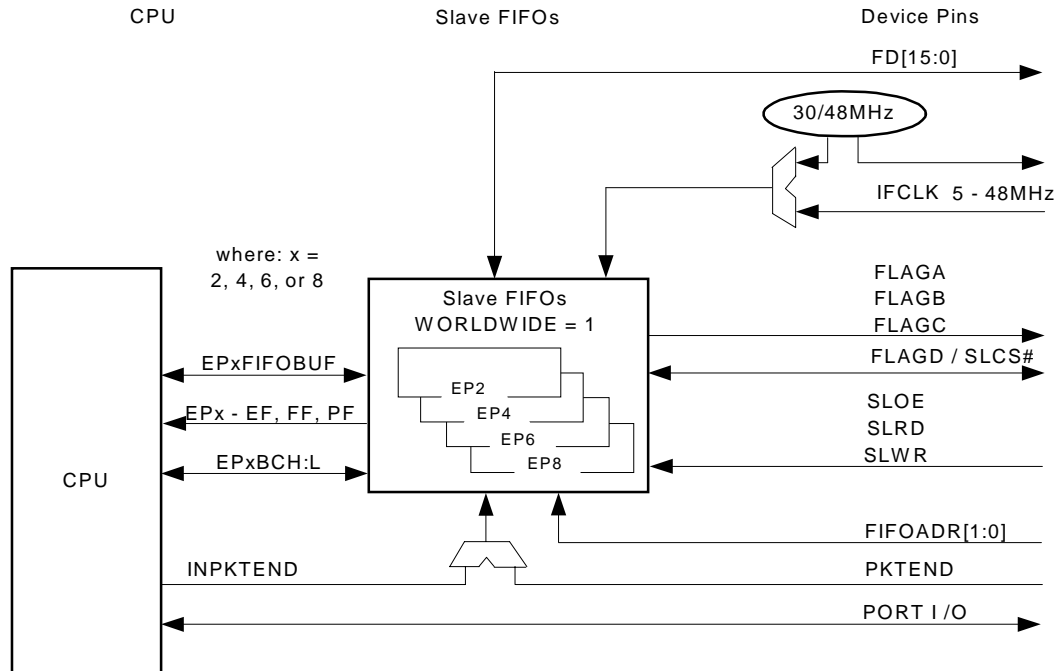 CPU
Slave FIFOs
Device Pins
FD[15:0]
30/48MHz
IFCLK 5 - 48MHz
where: x =
2, 4, 6, or 8
Slave FIFOs
WORLDWIDE = 1
FLAGA
FLAGB
FLAGC
FLAGD / SLCS#
EPxFIFOBUF
EP2
EPx - EF, FF, PF
EP4
EP6
EP8
SLOE
SLRD
SLWR
EPxBCH:L
CPU
FIFOADR[1:0]
INPKTEND
PKTEND
PORT I/O